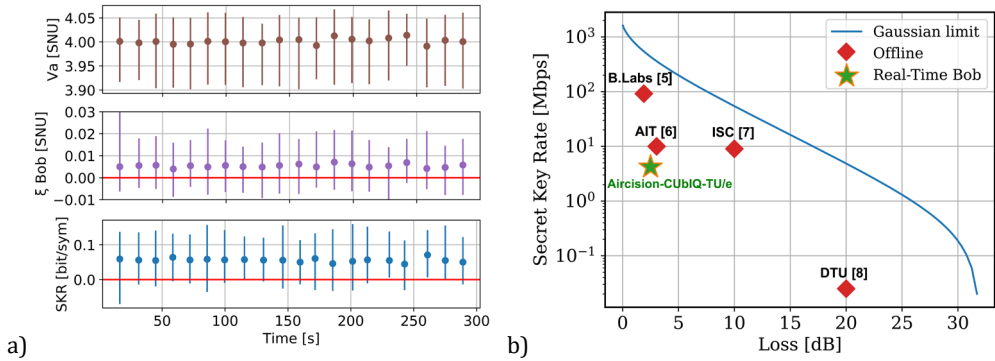 4.05
4.00
3.95
3.90
Va [SNU]
0.03
0.02
0.01
0.00
−0.01
ξ Bob [SNU]
0.1
0.0
SKR [bit/sym]
50 100 150 200 250 300
Time [s]
a)
10³
10²
10¹
10⁰
10⁻¹
Secret Key Rate [Mbps]
Gaussian limit
Offline
Real-Time Bob
B.Labs [5]
AIT [6]
ISC [7]
Aircision-CUbIQ-TU/e
DTU [8]
0 5 10 15 20 25 30
Loss [dB]
b)